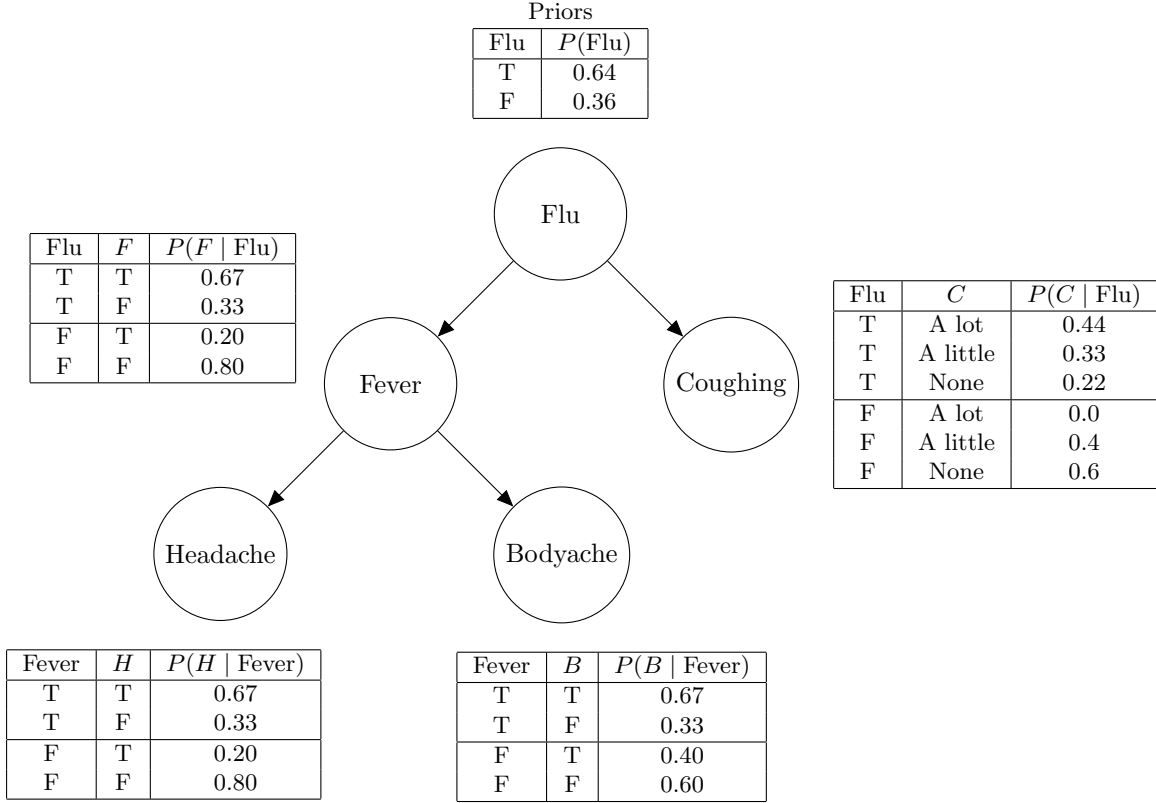 Priors
Flu P(Flu)
T 0.64
F 0.36
Flu
Flu F P(F | Flu)
T T 0.67
T F 0.33
F T 0.20
F F 0.80
Flu C P(C | Flu)
T A lot 0.44
T A little 0.33
T None 0.22
F A lot 0.0
F A little 0.4
F None 0.6
Fever
Coughing
Headache
Bodyache
Fever H P(H | Fever)
T T 0.67
T F 0.33
F T 0.20
F F 0.80
Fever B P(B | Fever)
T T 0.67
T F 0.33
F T 0.40
F F 0.60